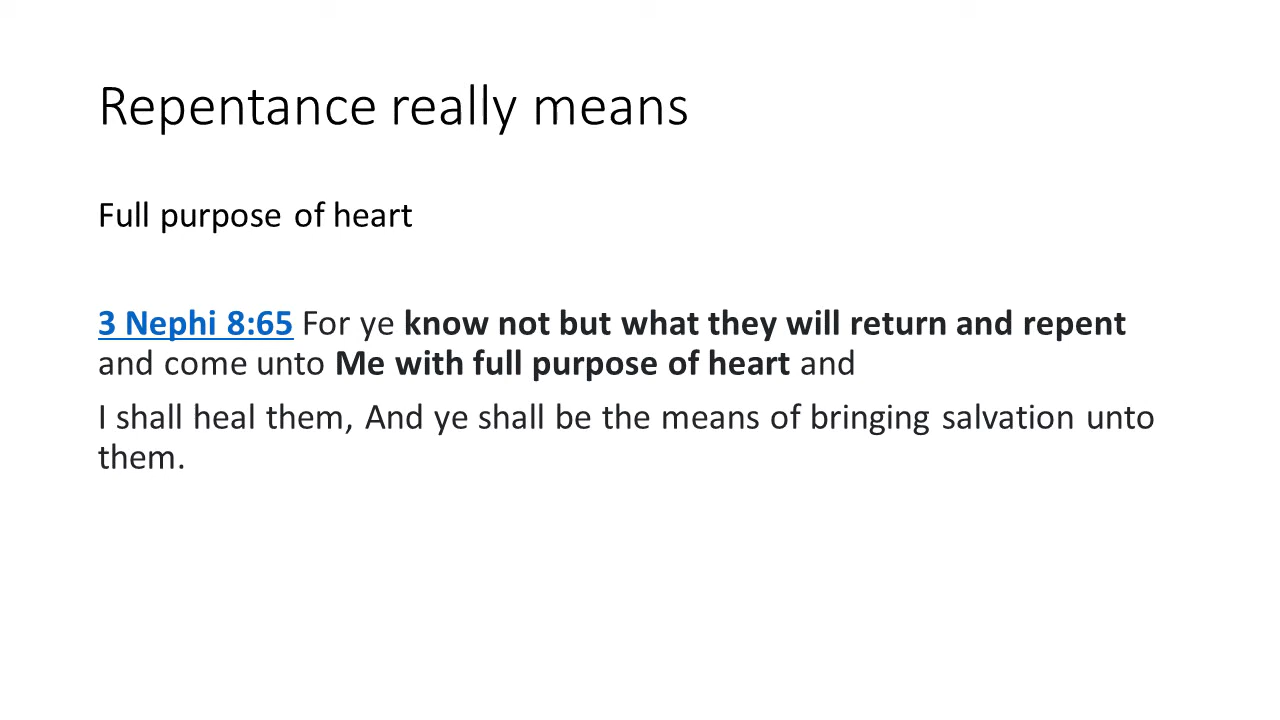 Repentance really means
Full purpose of heart
3 Nephi 8:65 For ye know not but what they will return and repent
and come unto Me with full purpose of heart and
I shall heal them, And ye shall be the means of bringing salvation unto
them.